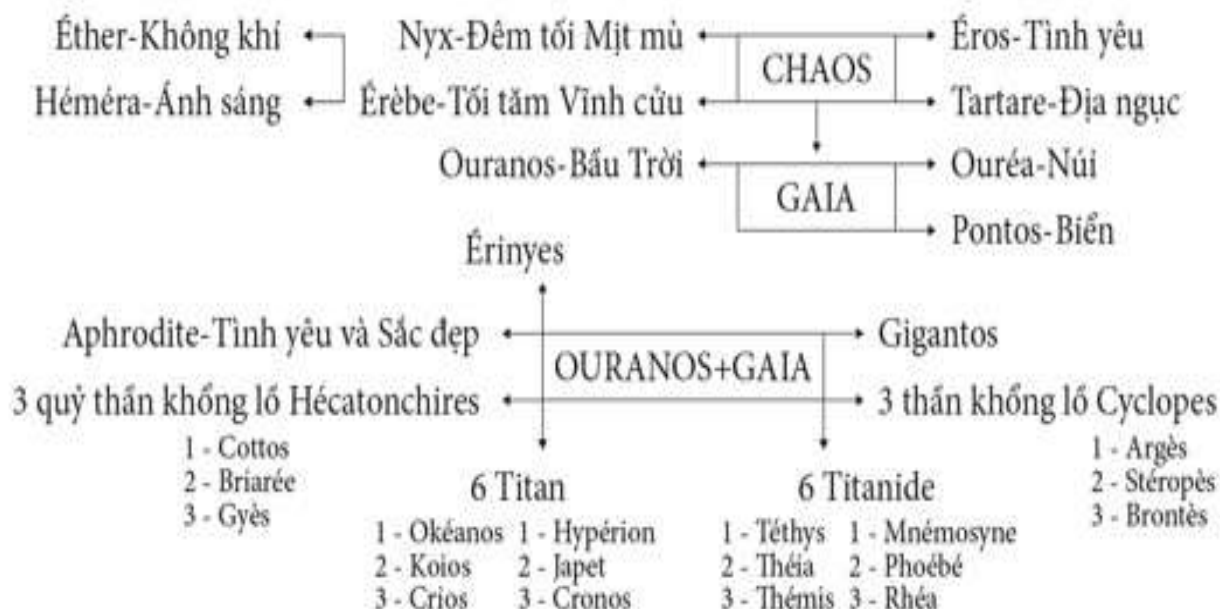 Éther-Không khí
Nyx-Đêm tối Mịt mù
Éros-Tình yêu
CHAOS
Héméra-Ánh sáng
Érèbe-Tối tăm Vĩnh cửu
Tartare-Địa ngục
Ouranos-Bầu Trời
Ouréa-Núi
GAIA
Pontos-Biển
Érinyes
Aphrodite-Tình yêu và Sắc đẹp
Gigantos
OURANOS+GAIA
3 quỷ thần khổng lồ Hécatonchires
3 thần khổng lồ Cyclopes
1 - Cottos
2 - Briarée
3 - Gyès
1 - Argès
2 - Stéropès
3 - Brontès
6 Titan
1 - Okéanos 1 - Hypérion
2 - Koios 2 - Japet
3 - Crios 3 - Cronos
6 Titanide
1 - Téthys 1 - Mnémosyne
2 - Théia 2 - Phoébé
3 - Thémis 3 - Rhéa